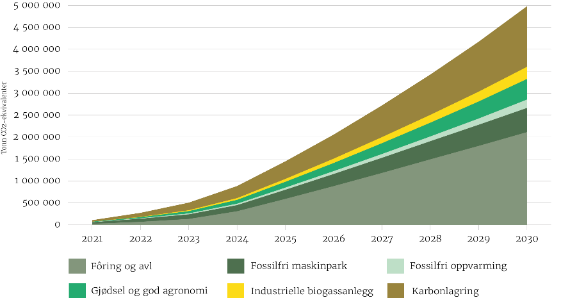 5 000 000
4 500 000
4 000 000
3 500 000
3 000 000
2 500 000
2 000 000
1 500 000
1 000 000
500 000
0
Tonn CO2-ekvivalenter
2021 2022 2023 2024 2025 2026 2027 2028 2029 2030
Fôring og avl Fossilfri maskinpark Fossilfri oppvarming
Gjødsel og god agronomi Industrielle biogassanlegg Karbonlagring